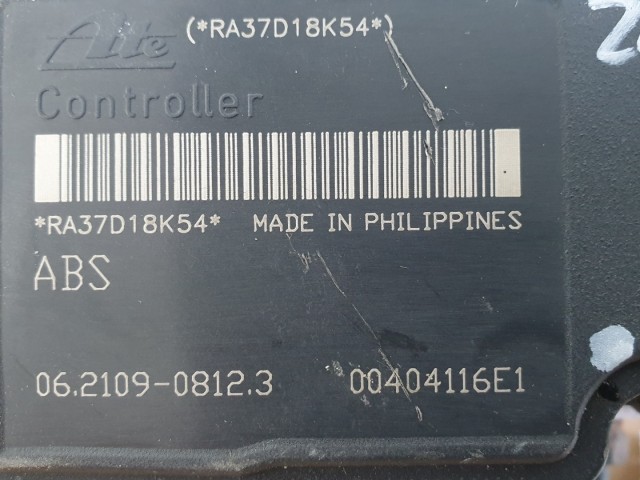 (*RA37D18K54*)
Ate
Controller
*RA37D18K54* MADE IN PHILIPPINES
ABS
06.2109-0812.3 00404116E1